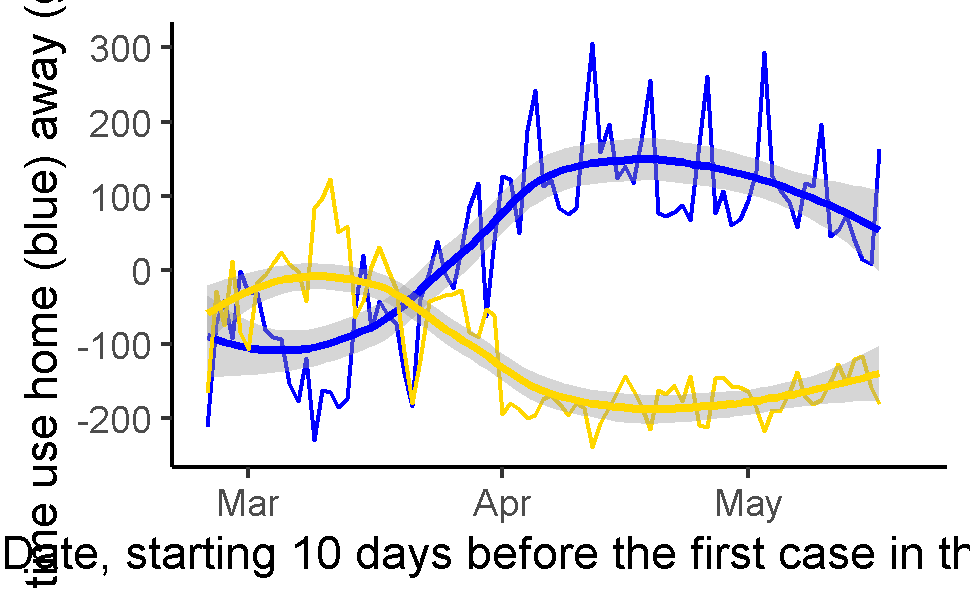 time use home (blue) away (
300
200
100
0
-100
-200
Mar Apr May
Date, starting 10 days before the first case in th